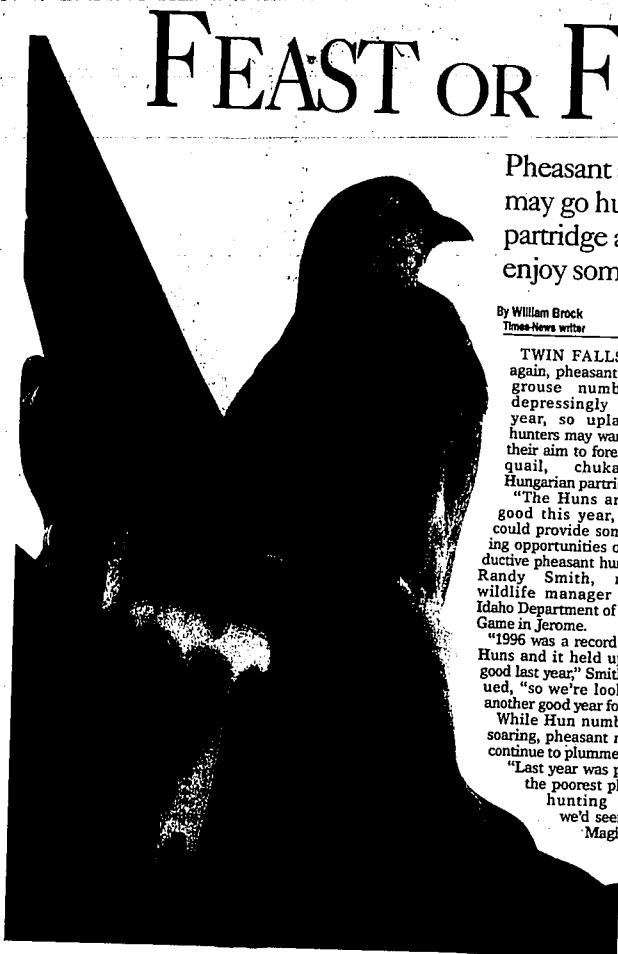 FEAST OR F
Pheasant
may go hu
partridge a
enjoy som
By William Brock
Times-News writer
TWIN FALLS
again, pheasant
grouse numb
depressingly
year, so upla
hunters may wa
their aim to fore
quail, chuka
Hungarian partri
"The Huns ar
good this year,
could provide son
ing opportunities o
ductive pheasant hu
Randy Smith, r
wildlife manager
Idaho Department of
Game in Jerome.
"1996 was a record
Huns and it held u
good last year," Smit
ued, "so we're loo
another good year fo
While Hun numb
soaring, pheasant n
continue to plumme
"Last year was p
the poorest pl
hunting
we'd see
Magi